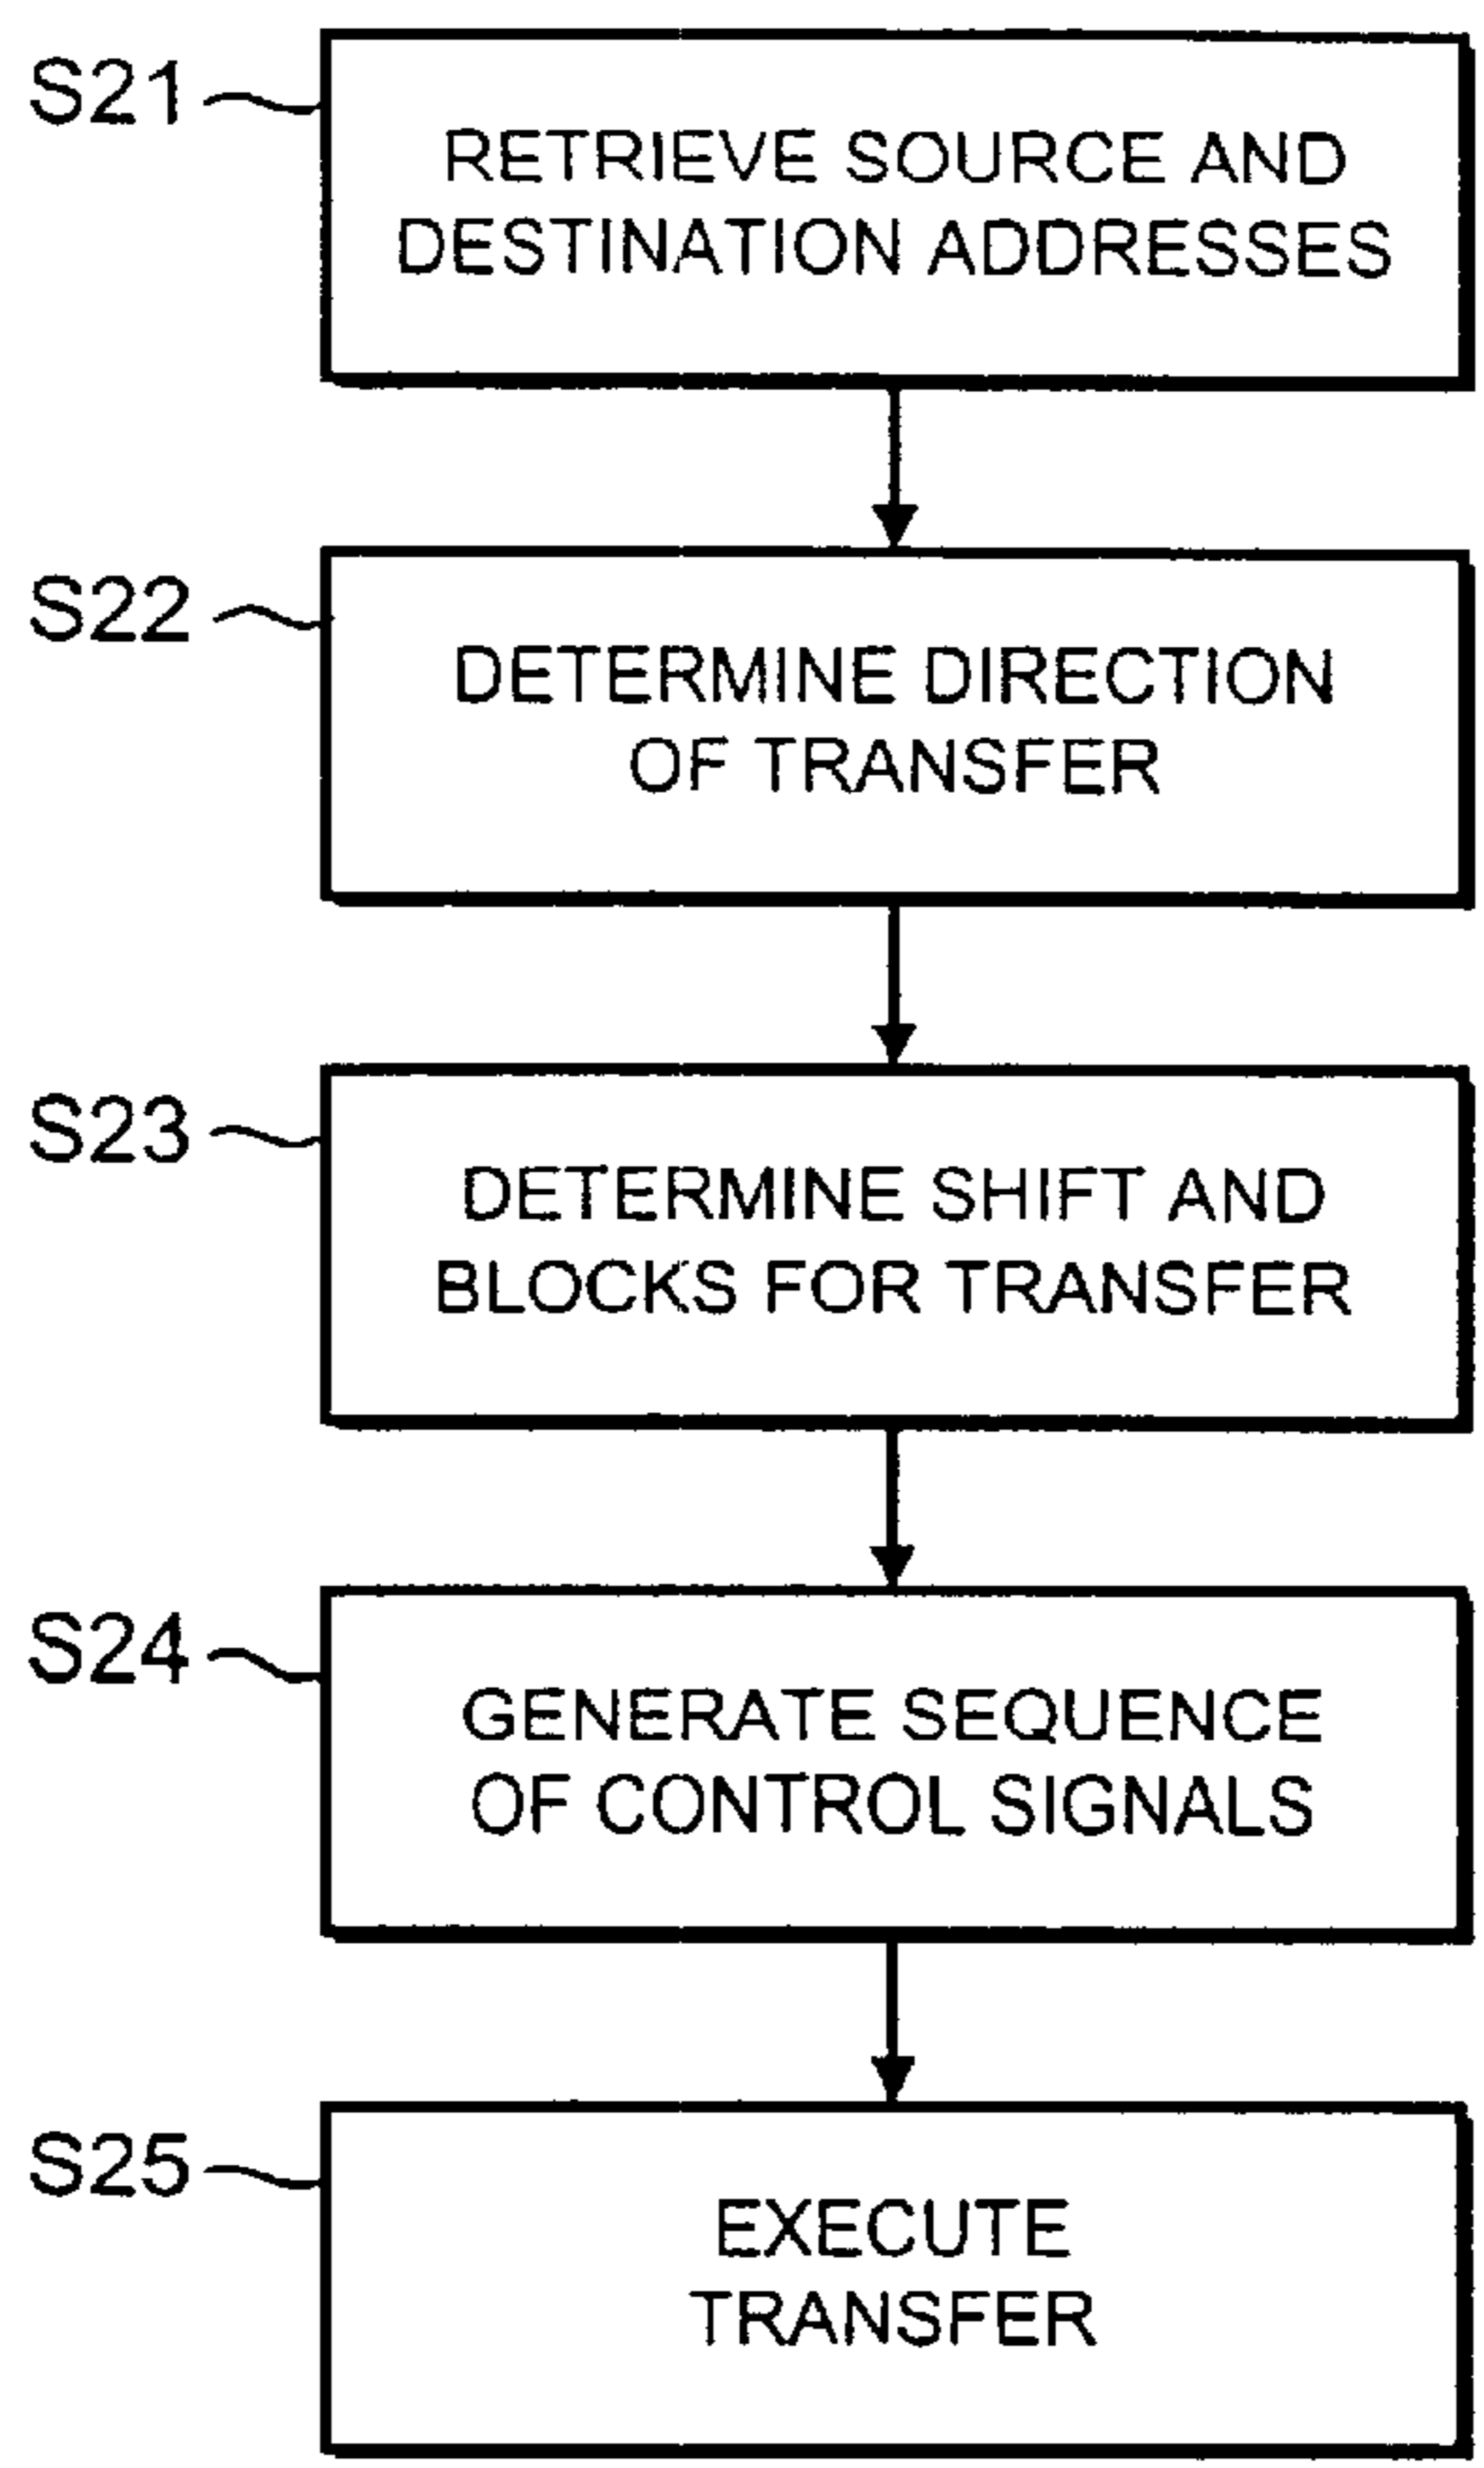 S21
RETRIEVE SOURCE AND
DESTINATION ADDRESSES
S22
DETERMINE DIRECTION
OF TRANSFER
S23
DETERMINE SHIFT AND
BLOCKS FOR TRANSFER
S24
GENERATE SEQUENCE
OF CONTROL SIGNALS
S25
EXECUTE
TRANSFER